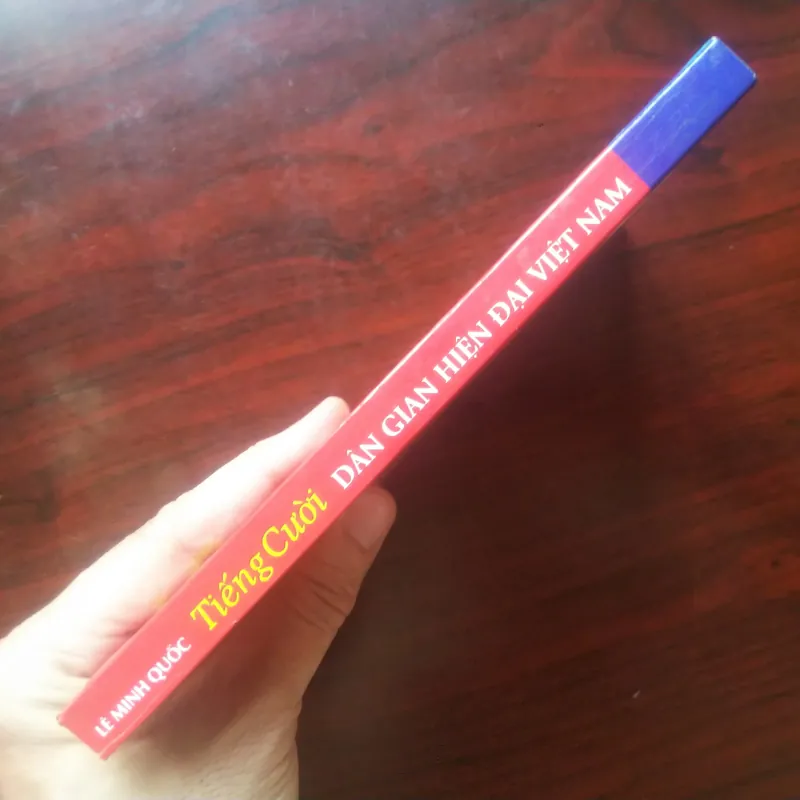 LÊ MINH QUỐC Tiếng Cười DÂN GIAN HIỆN ĐẠI VIỆT NAM